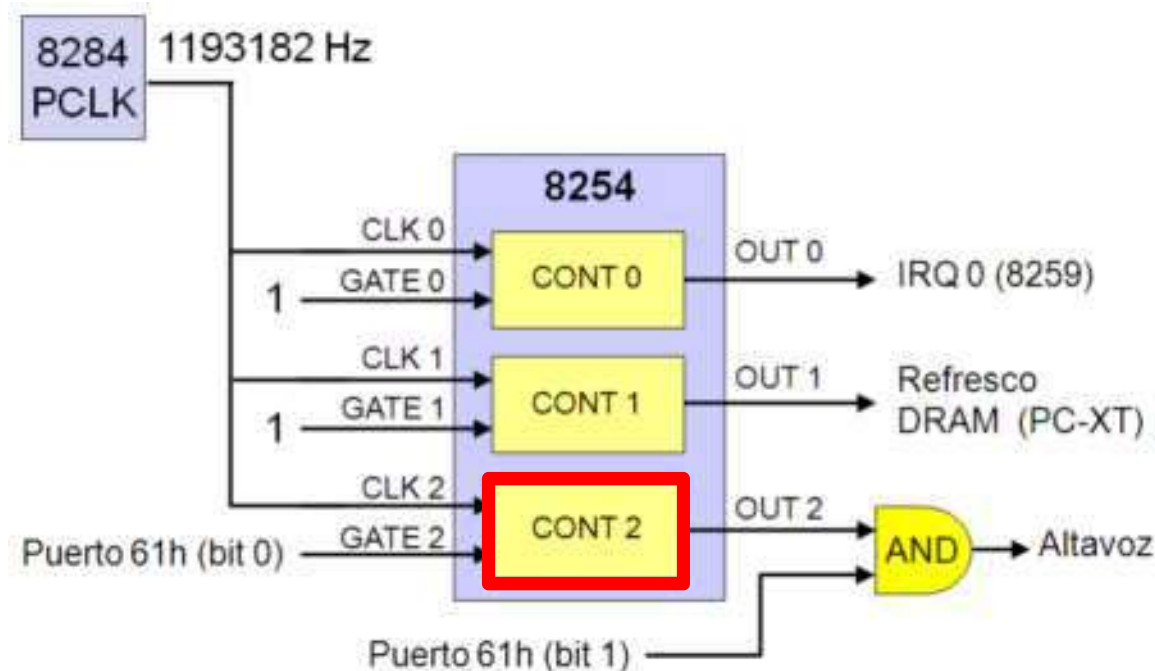 8284
PCLK
1193182 Hz
8254
CLK 0
GATE 0
1
CONT 0
OUT 0
IRQ 0 (8259)
CLK 1
GATE 1
1
CONT 1
OUT 1
Refresco
DRAM (PC-XT)
CLK 2
GATE 2
Puerto 61h (bit 0)
CONT 2
OUT 2
AND
Altavoz
Puerto 61h (bit 1)